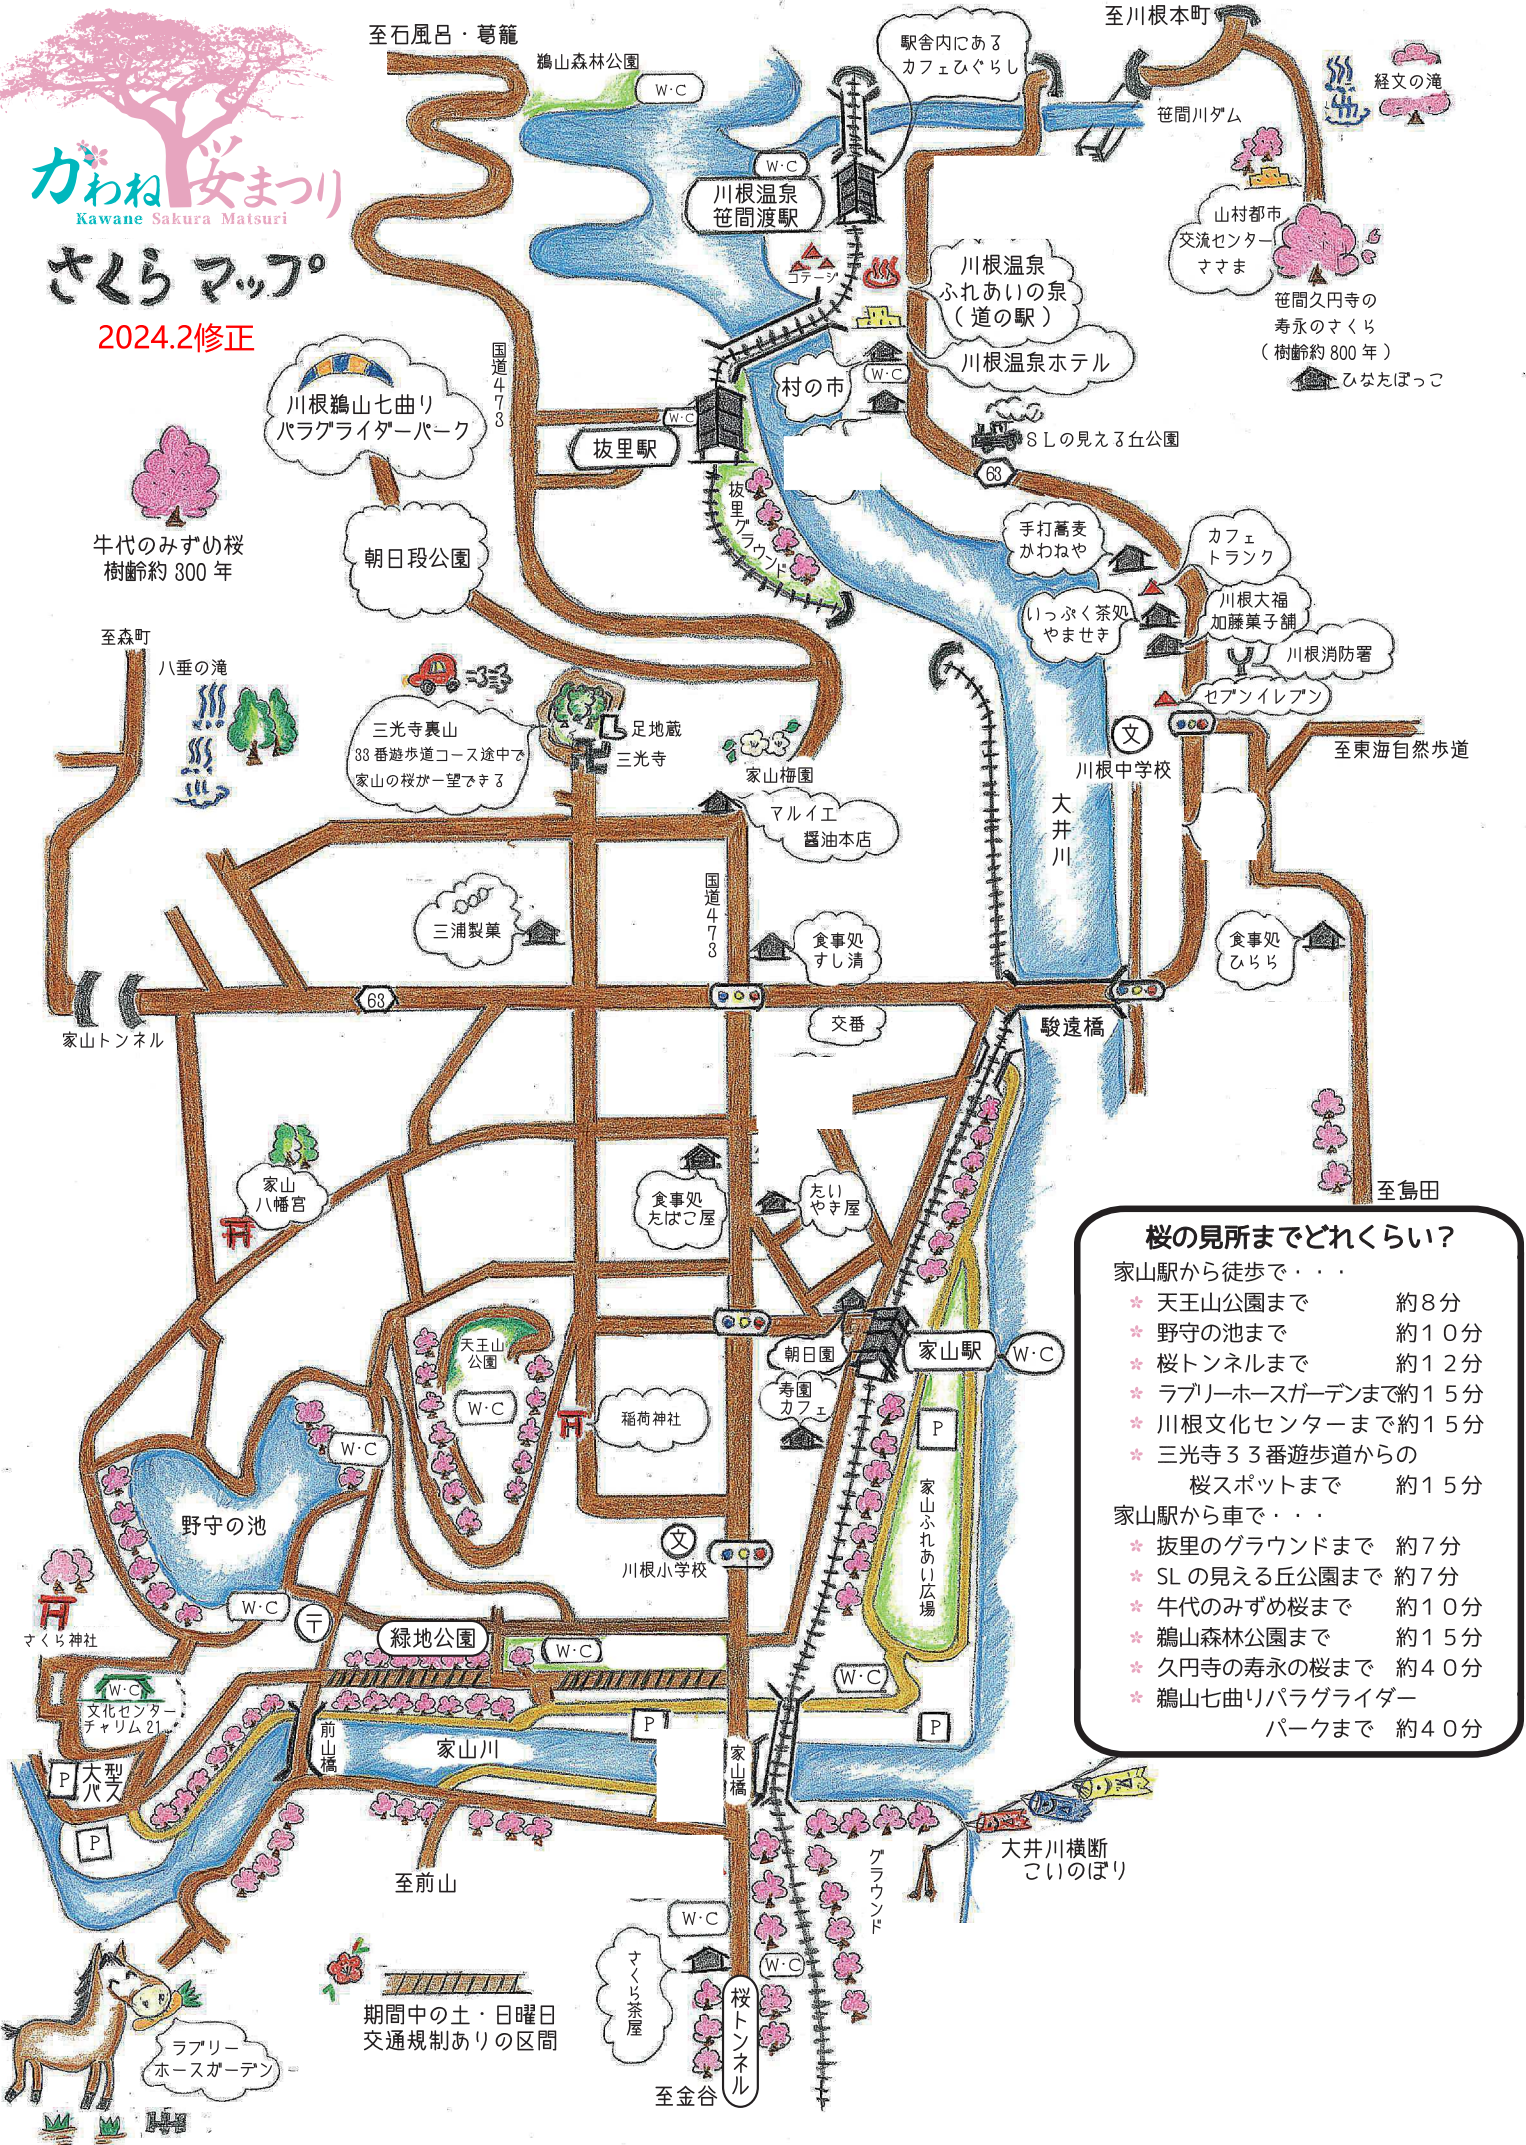 かわね桜まつり
Kawane Sakura Matsuri
さくらマップ
2024.2修正
至石風呂・葛籠
鵜山森林公園
W・C
駅舎内にある
カフェひぐらし
至川根本町
笹間川ダム
経文の滝
W・C
川根温泉
笹間渡駅
コテージ
川根温泉
ふれあいの泉
(道の駅)
川根温泉ホテル
村の市
W・C
山村都市
交流センター
ささま
笹間久円寺の
寿永のさくら
(樹齢約800年)
ひなたぼっこ
国道473
川根鵜山七曲り
パラグライダーパーク
W・C
抜里駅
抜里グラウンド
SLの見える丘公園
63
牛代のみずめ桜
樹齢約300年
朝日段公園
手打蕎麦
かわねや
カフェ
トランク
いっぷく茶処
やませき
川根大福
加藤菓子舗
川根消防署
セブンイレブン
至森町
八垂の滝
三光寺裏山
33番遊歩道コース途中で
家山の桜が一望できる
足地蔵
三光寺
家山梅園
マルイエ
醤油本店
文
川根中学校
至東海自然歩道
大井川
国道473
三浦製菓
食事処
すし清
食事処
ひらら
63
家山トンネル
交番
駿遠橋
家山
八幡宮
食事処
たばこ屋
たい
やき屋
至島田
天王山
公園
W・C
朝日園
家山駅
W・C
寿園
カフェ
稲荷神社
P
W・C
野守の池
家山ふれあい広場
文
川根小学校
さくら神社
W・C
〒
緑地公園
W・C
W・C
W・C
文化センター
チャリム21
P
P
前山橋
家山川
家山橋
P
大型
バス
P
至前山
大井川横断
こいのぼり
グラウンド
W・C
さくら茶屋
W・C
桜トンネル
至金谷
期間中の土・日曜日
交通規制ありの区間
ラブリー
ホースガーデン
桜の見所までどれくらい?
家山駅から徒歩で・・・
天王山公園まで 約8分
野守の池まで 約10分
桜トンネルまで 約12分
ラブリーホースガーデンまで約15分
川根文化センターまで約15分
三光寺33番遊歩道からの
桜スポットまで 約15分
家山駅から車で・・・
抜里のグラウンドまで 約7分
SLの見える丘公園まで 約7分
牛代のみずめ桜まで 約10分
鵜山森林公園まで 約15分
久円寺の寿永の桜まで 約40分
鵜山七曲りパラグライダー
パークまで 約40分